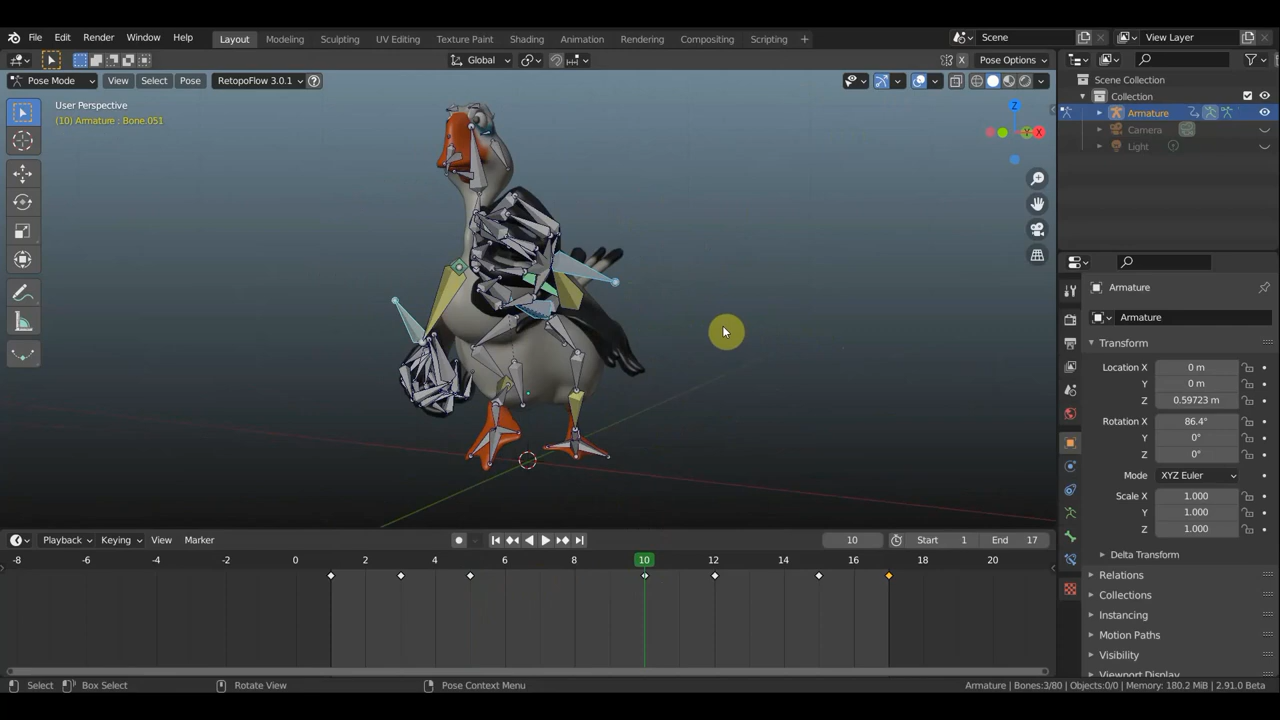 File Edit Render Window Help Layout Modeling Sculpting UV Editing Texture Paint Shading Animation Rendering Compositing Scripting + Scene View Layer
Global Pose Options
Pose Mode View Select Pose RetopoFlow 3.0.1
User Perspective
(10) Armature : Bone.051
Z
Y X
Scene Collection
Collection
Armature
Camera
Light
Armature
Armature
Transform
Location X 0 m
Y 0 m
Z 0.59723 m
Rotation X 86.4°
Y 0°
Z 0°
Mode XYZ Euler
Scale X 1.000
Y 1.000
Z 1.000
Delta Transform
Relations
Collections
Instancing
Motion Paths
Visibility
Viewport Display
Playback Keying View Marker 10 Start 1 End 17
-8 -6 -4 -2 0 2 4 6 8 10 12 14 16 18 20
Select Box Select Rotate View Pose Context Menu Armature | Bones:3/80 | Objects:0/0 | Memory: 180.2 MiB | 2.91.0 Beta